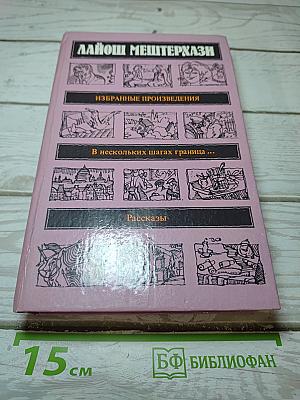 ЛАЙОШ МЕШТЕРХАЗИ
ИЗБРАННЫЕ ПРОИЗВЕДЕНИЯ
В нескольких шагах граница...
Рассказы
15 см
БФ БИБЛИОФАН